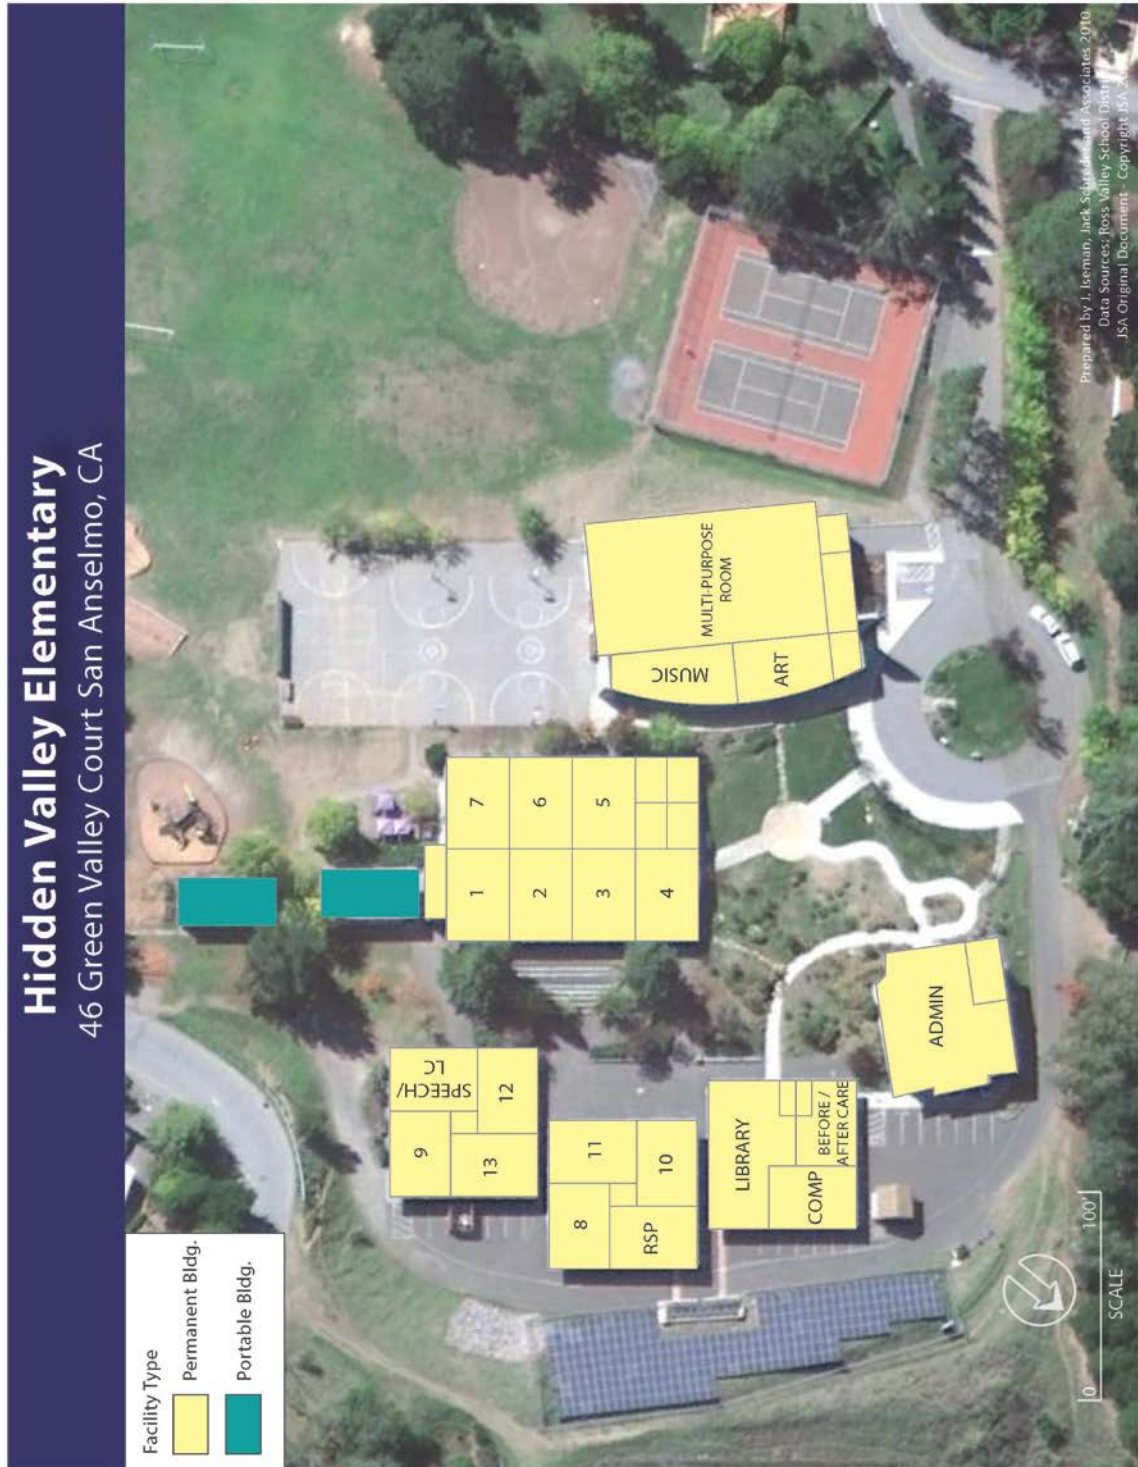 Hidden Valley Elementary
46 Green Valley Court San Anselmo, CA
Facility Type
Permanent Bldg.
Portable Bldg.
9
SPEECH/
LC
13
12
8
11
RSP
10
LIBRARY
COMP
BEFORE /
AFTER CARE
ADMIN
1
7
2
6
3
5
4
MUSIC
ART
MULTI-PURPOSE
ROOM
0
100'
SCALE
Prepared by J. Iseman, Jack Schreder and Associates 2010
Data Sources: Ross Valley School District
JSA Original Document - Copyright JSA